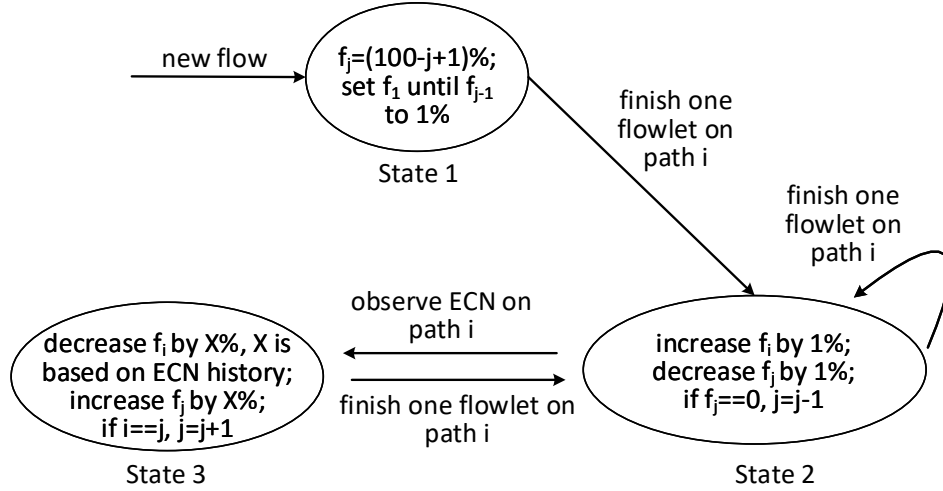 new flow
f_j=(100-j+1)%;
set f_1 until f_{j-1}
to 1%
State 1
finish one
flowlet on
path i
finish one
flowlet on
path i
observe ECN on
path i
finish one flowlet on
path i
decrease f_i by X%, X is
based on ECN history;
increase f_j by X%;
if i==j, j=j+1
State 3
increase f_i by 1%;
decrease f_j by 1%;
if f_j==0, j=j-1
State 2